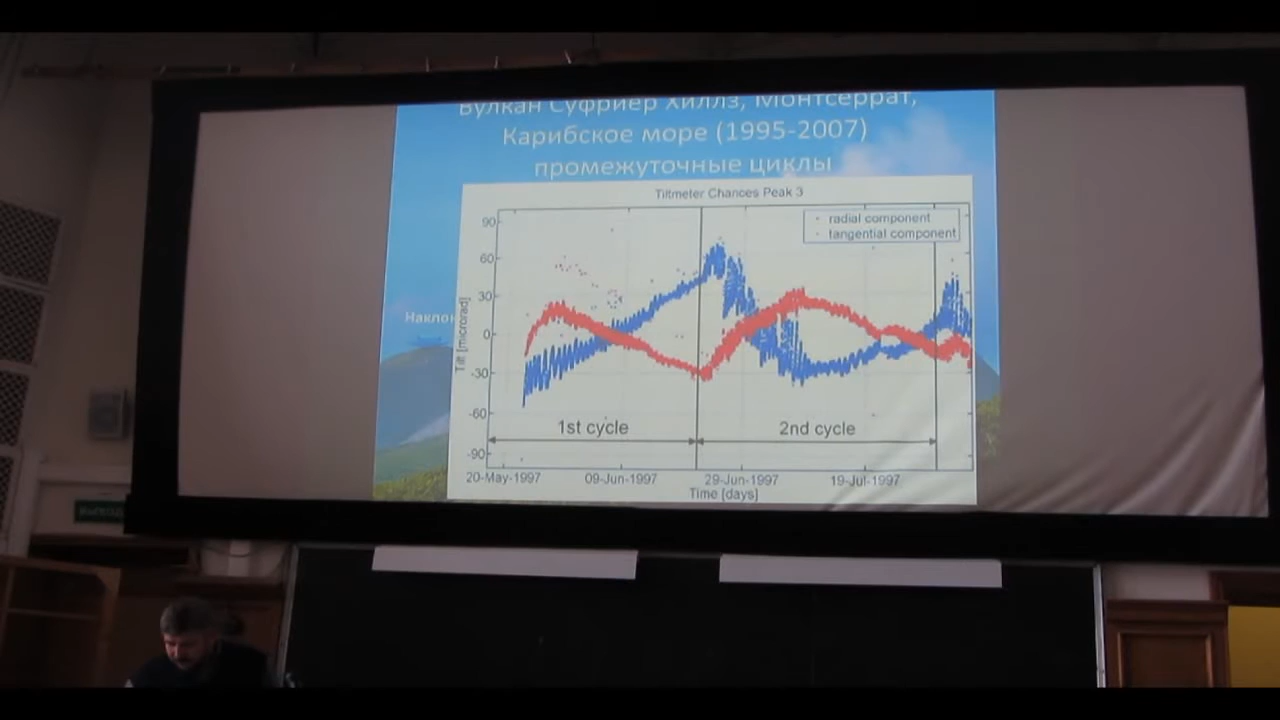 Вулкан Суфриер Хиллз, Монтсеррат,
Карибское море (1995-2007)
промежуточные циклы
Tiltmeter Chances Peak 3
radial component
tangential component
90
60
30
0
-30
-60
-90
Tilt [microrad]
Наклон
1st cycle
2nd cycle
20-May-1997
09-Jun-1997
29-Jun-1997
19-Jul-1997
Time [days]
ВЫХОД